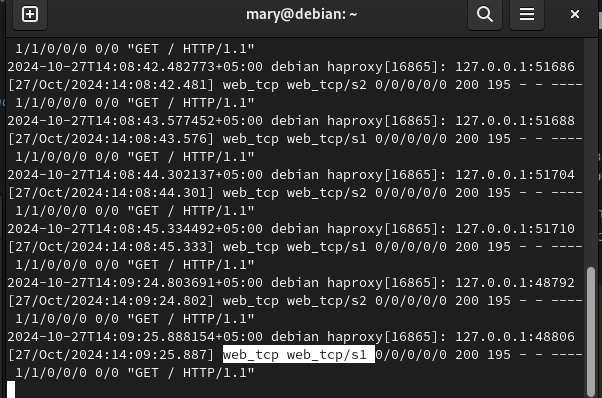 mary@debian: ~
1/1/0/0/0 0/0 "GET / HTTP/1.1"
2024-10-27T14:08:42.482773+05:00 debian haproxy[16865]: 127.0.0.1:51686
[27/Oct/2024:14:08:42.481] web_tcp web_tcp/s2 0/0/0/0/0 200 195 - - ----
1/1/0/0/0 0/0 "GET / HTTP/1.1"
2024-10-27T14:08:43.577452+05:00 debian haproxy[16865]: 127.0.0.1:51688
[27/Oct/2024:14:08:43.576] web_tcp web_tcp/s1 0/0/0/0/0 200 195 - - ----
1/1/0/0/0 0/0 "GET / HTTP/1.1"
2024-10-27T14:08:44.302137+05:00 debian haproxy[16865]: 127.0.0.1:51704
[27/Oct/2024:14:08:44.301] web_tcp web_tcp/s2 0/0/0/0/0 200 195 - - ----
1/1/0/0/0 0/0 "GET / HTTP/1.1"
2024-10-27T14:08:45.334492+05:00 debian haproxy[16865]: 127.0.0.1:51710
[27/Oct/2024:14:08:45.333] web_tcp web_tcp/s1 0/0/0/0/0 200 195 - - ----
1/1/0/0/0 0/0 "GET / HTTP/1.1"
2024-10-27T14:09:24.803691+05:00 debian haproxy[16865]: 127.0.0.1:48792
[27/Oct/2024:14:09:24.802] web_tcp web_tcp/s2 0/0/0/0/0 200 195 - - ----
1/1/0/0/0 0/0 "GET / HTTP/1.1"
2024-10-27T14:09:25.888154+05:00 debian haproxy[16865]: 127.0.0.1:48806
[27/Oct/2024:14:09:25.887] web_tcp web_tcp/s1 0/0/0/0/0 200 195 - - ----
1/1/0/0/0 0/0 "GET / HTTP/1.1"